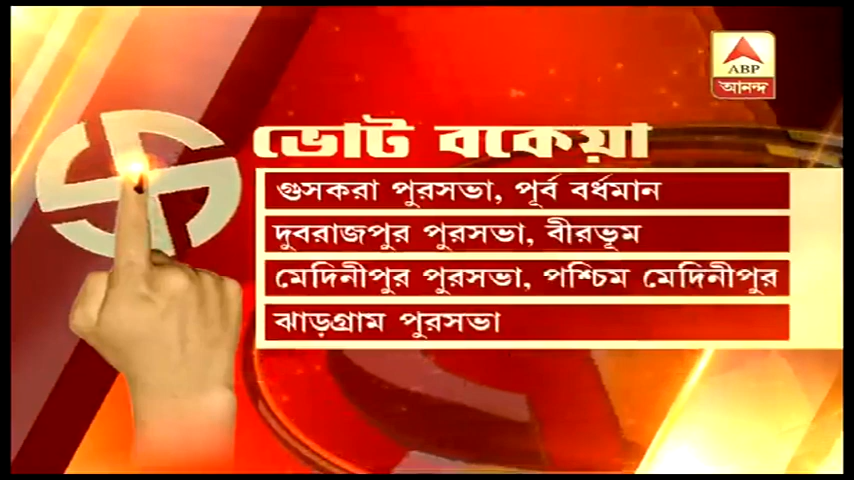 ABP
আনন্দ
ভোট বকেয়া
গুসকরা পুরসভা, পূর্ব বর্ধমান
দুবরাজপুর পুরসভা, বীরভূম
মেদিনীপুর পুরসভা, পশ্চিম মেদিনীপুর
ঝাড়গ্রাম পুরসভা